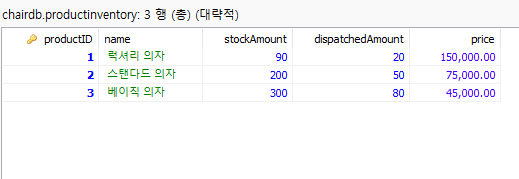 chairdb.productinventory: 3 행 (총) (대략적)
productID name stockAmount dispatchedAmount price
1 럭셔리 의자 90 20 150,000.00
2 스탠다드 의자 200 50 75,000.00
3 베이직 의자 300 80 45,000.00